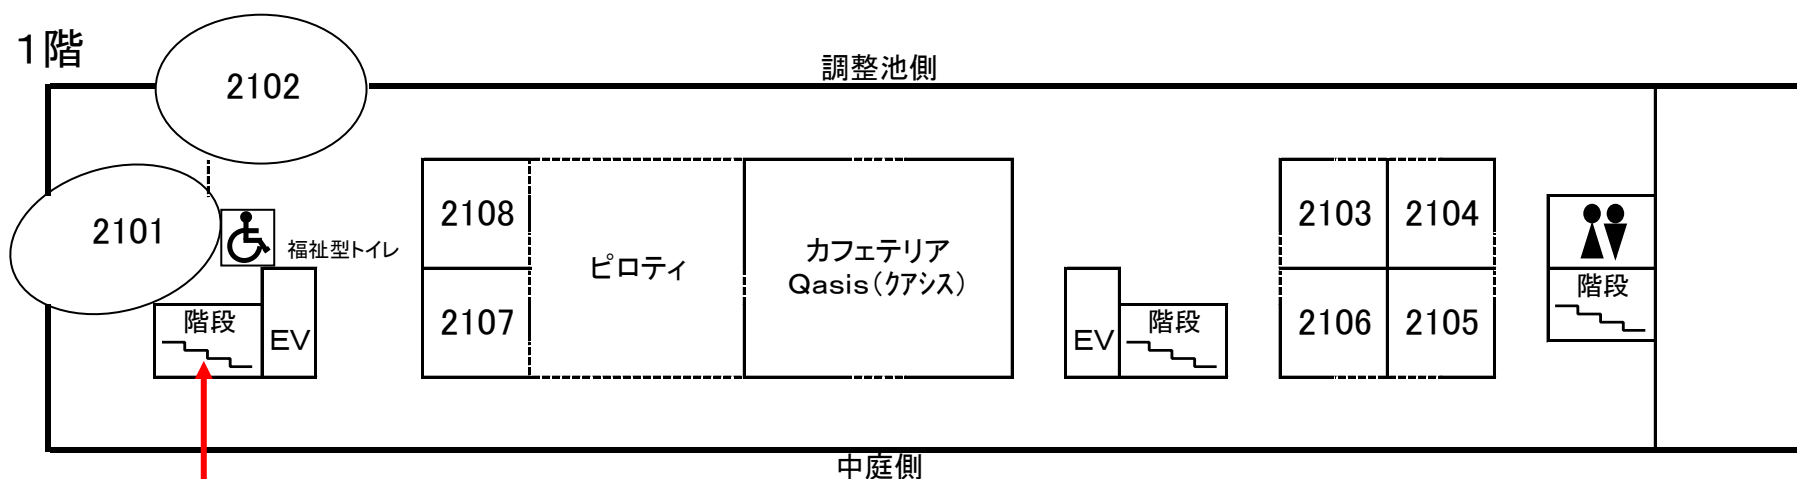 1階
2102
調整池側
2101
福祉型トイレ
階段
EV
2108
2107
ピロティ
カフェテリア
Qasis(クアシス)
EV
階段
2103
2104
2106
2105
階段
中庭側